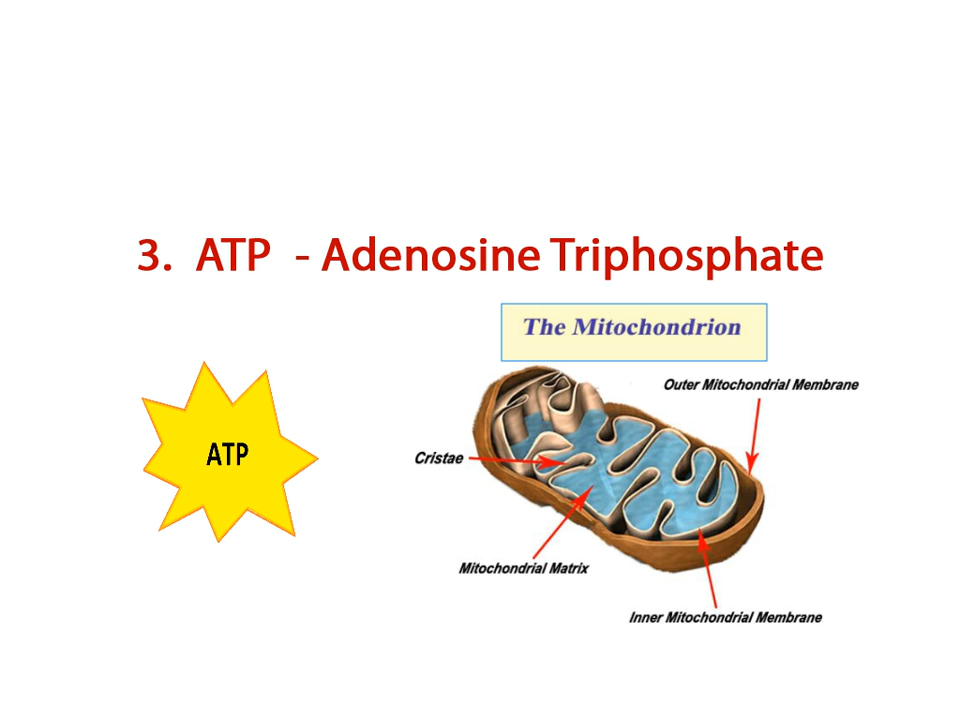 3. ATP - Adenosine Triphosphate
The Mitochondrion
Outer Mitochondrial Membrane
ATP
Cristae
Mitochondrial Matrix
Inner Mitochondrial Membrane